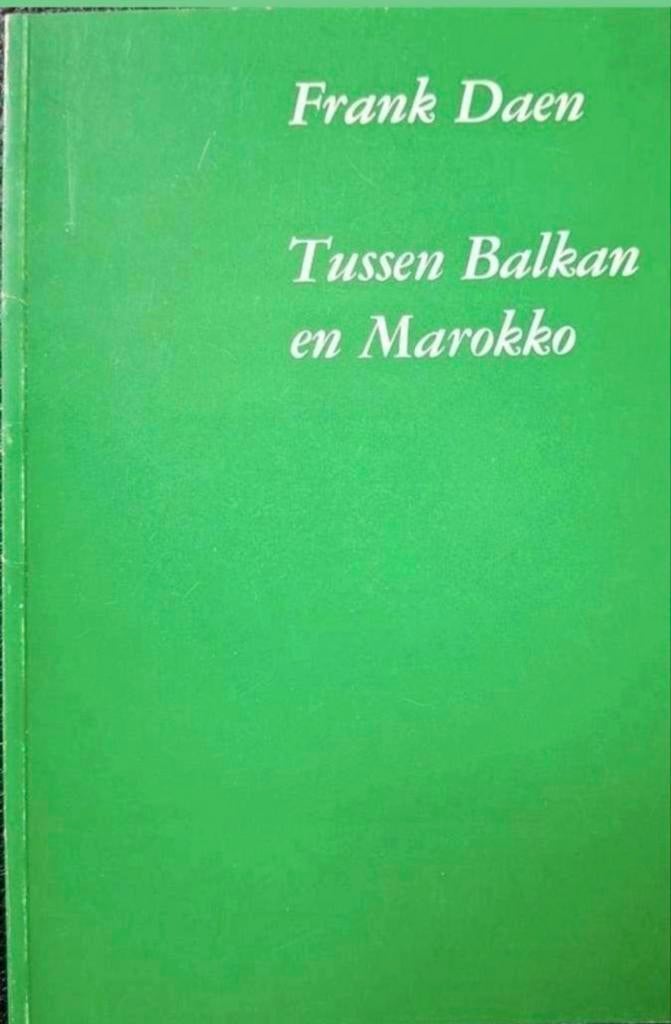 Frank Daen
Tussen Balkan
en Marokko